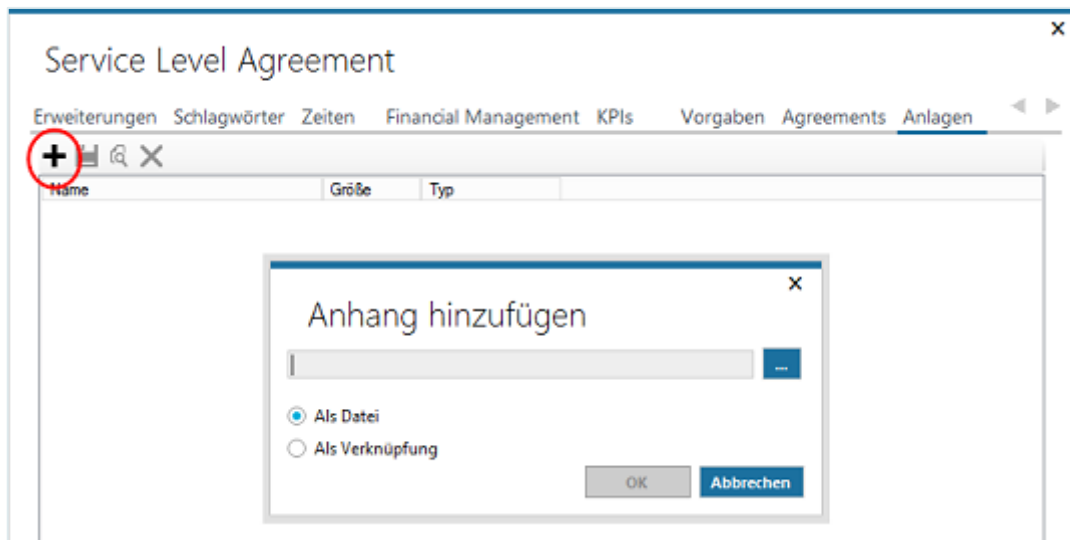 Service Level Agreement
Erweiterungen Schlagwörter Zeiten Financial Management KPIs Vorgaben Agreements Anlagen
Name Größe Typ
Anhang hinzufügen
...
Als Datei
Als Verknüpfung
OK Abbrechen